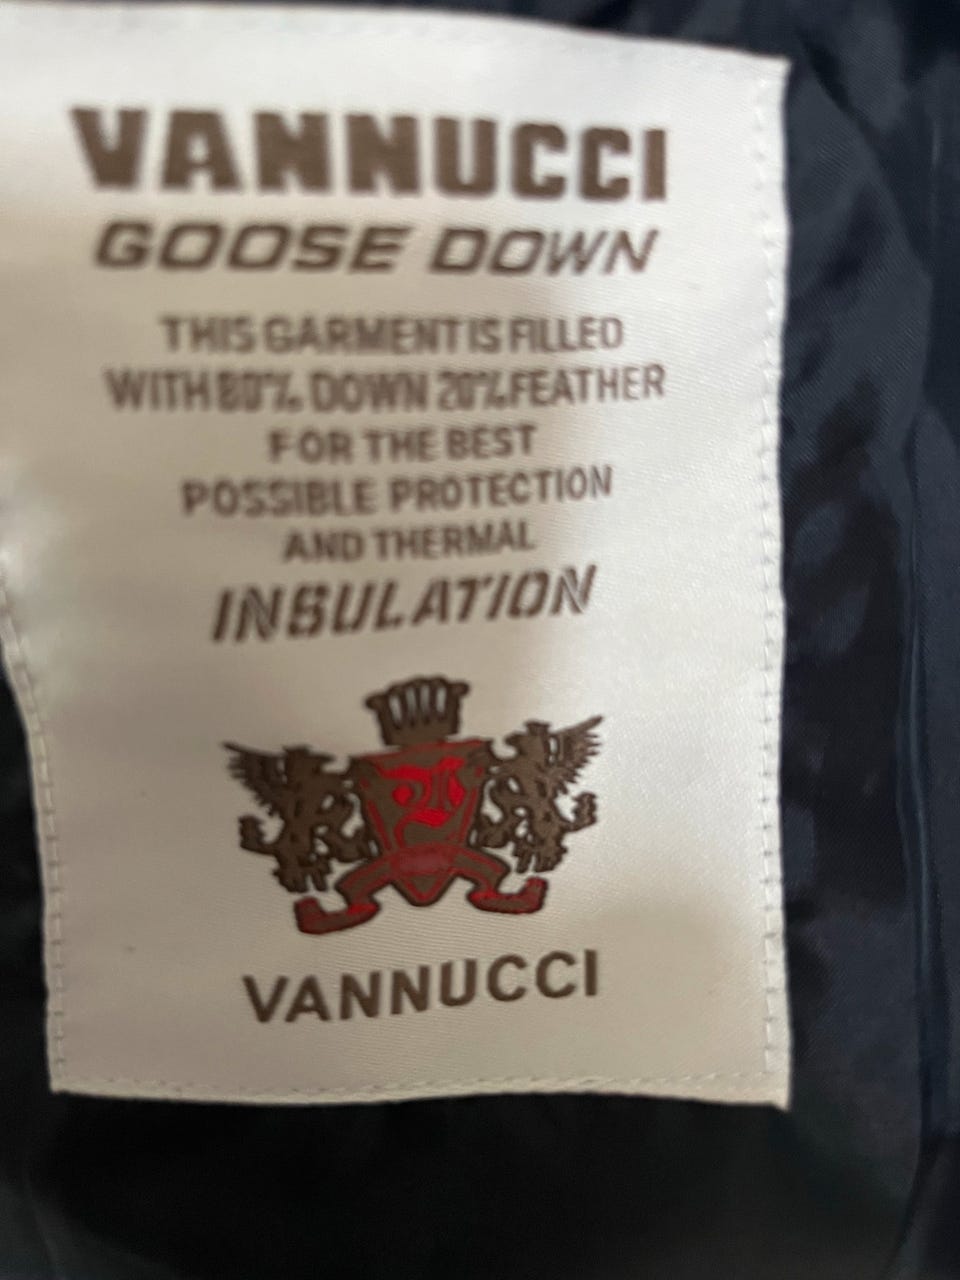 VANNUCCI
GOOSE DOWN
THIS GARMENT IS FILLED
WITH 80% DOWN 20% FEATHER
FOR THE BEST
POSSIBLE PROTECTION
AND THERMAL
INSULATION
VANNUCCI